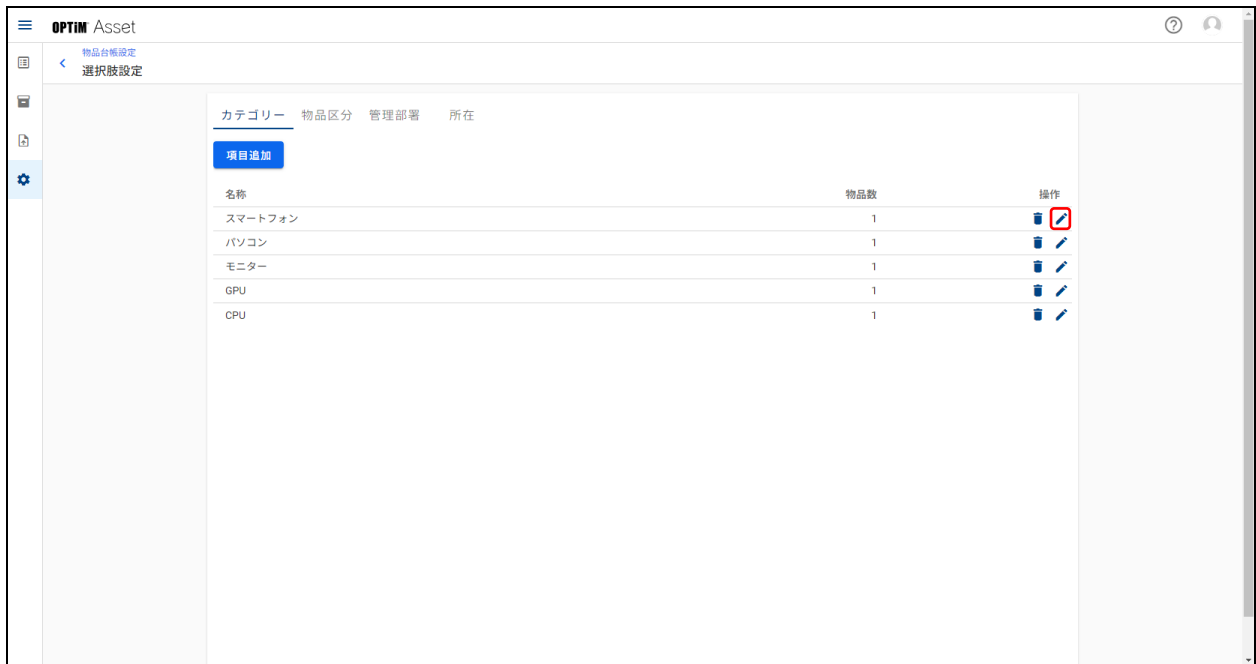 OPTiM Asset
物品台帳設定
選択肢設定
カテゴリー 物品区分 管理部署 所在
項目追加
名称 物品数 操作
スマートフォン 1
パソコン 1
モニター 1
GPU 1
CPU 1